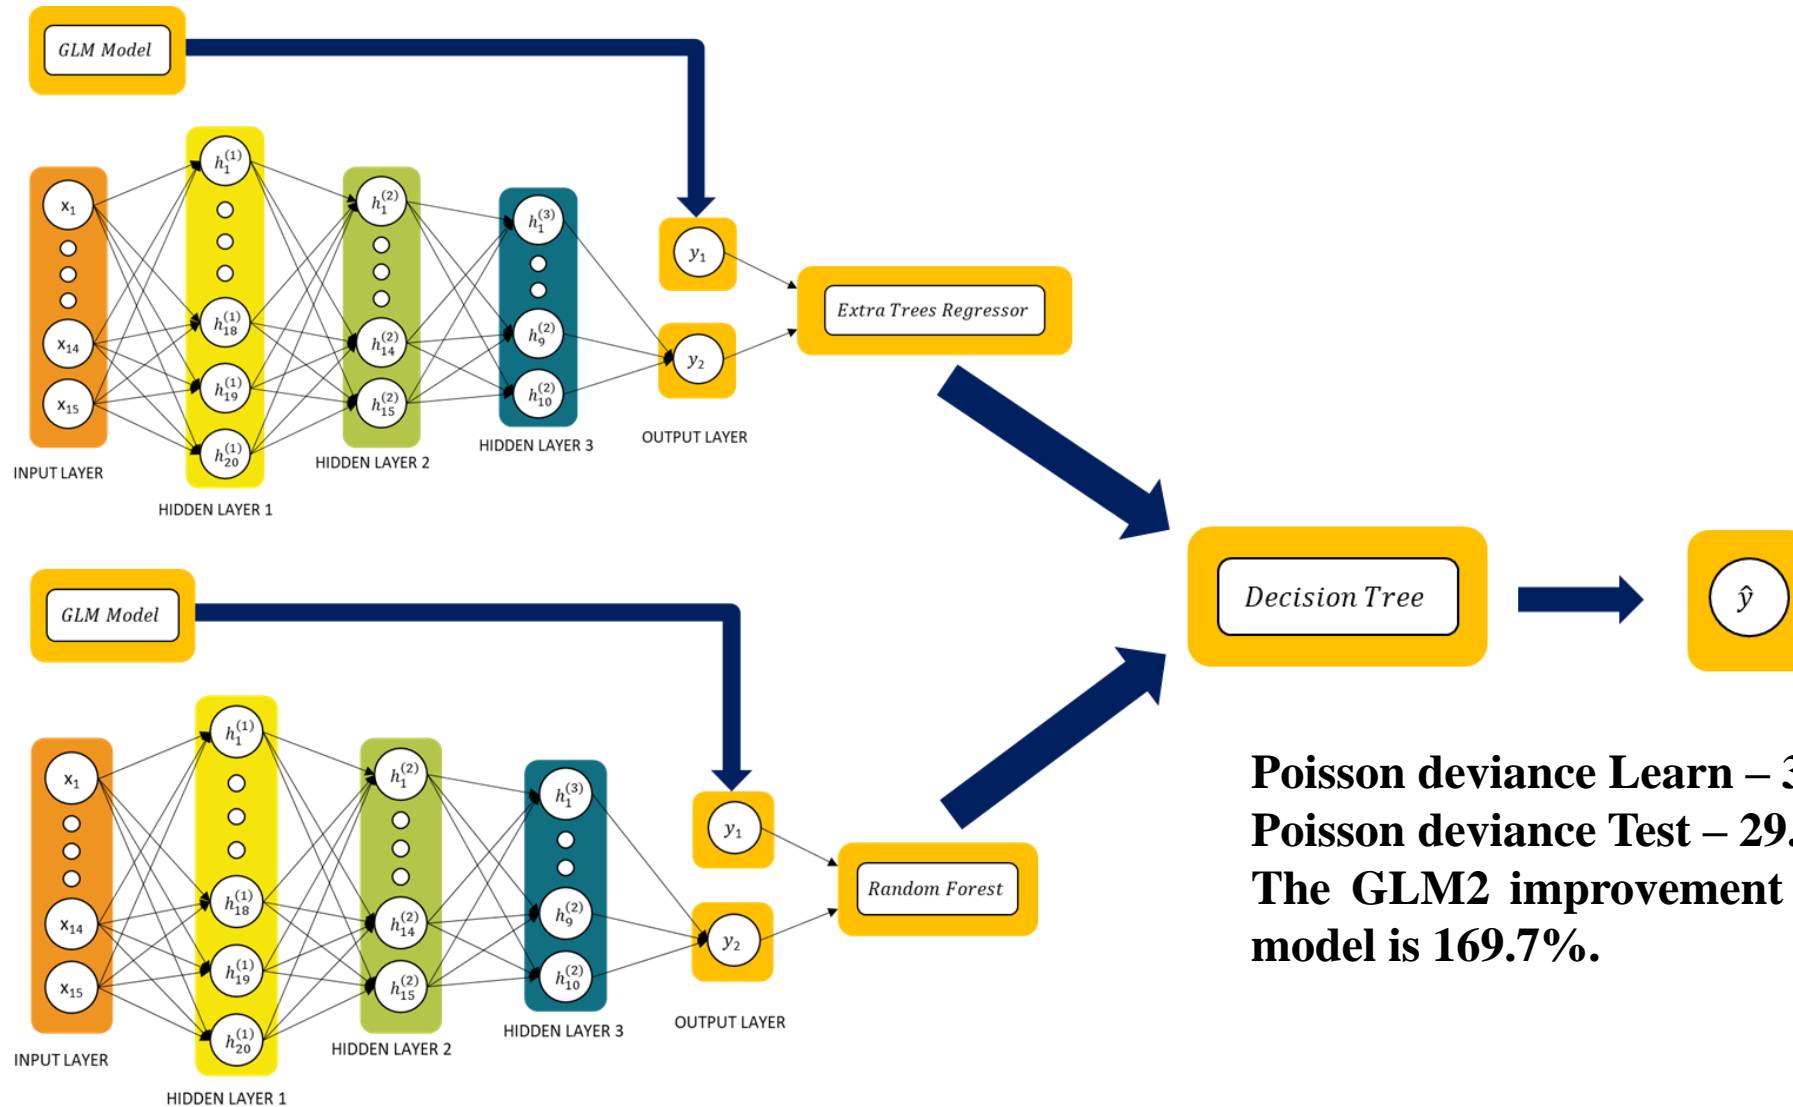 GLM Model
x₁
x₁₄
x₁₅
INPUT LAYER
h₁⁽¹⁾
h₁₈⁽¹⁾
h₁₉⁽¹⁾
h₂₀⁽¹⁾
HIDDEN LAYER 1
h₁⁽²⁾
h₁₄⁽²⁾
h₁₅⁽²⁾
HIDDEN LAYER 2
h₁⁽³⁾
h₉⁽²⁾
h₁₀⁽²⁾
HIDDEN LAYER 3
y₁
y₂
OUTPUT LAYER
Extra Trees Regressor
GLM Model
x₁
x₁₄
x₁₅
INPUT LAYER
h₁⁽¹⁾
h₁₈⁽¹⁾
h₁₉⁽¹⁾
h₂₀⁽¹⁾
HIDDEN LAYER 1
h₁⁽²⁾
h₁₄⁽²⁾
h₁₅⁽²⁾
HIDDEN LAYER 2
h₁⁽³⁾
h₉⁽²⁾
h₁₀⁽²⁾
HIDDEN LAYER 3
y₁
y₂
OUTPUT LAYER
Random Forest
Decision Tree
ŷ
Poisson deviance Learn –
Poisson deviance Test – 29.
The GLM2 improvement
model is 169.7%.